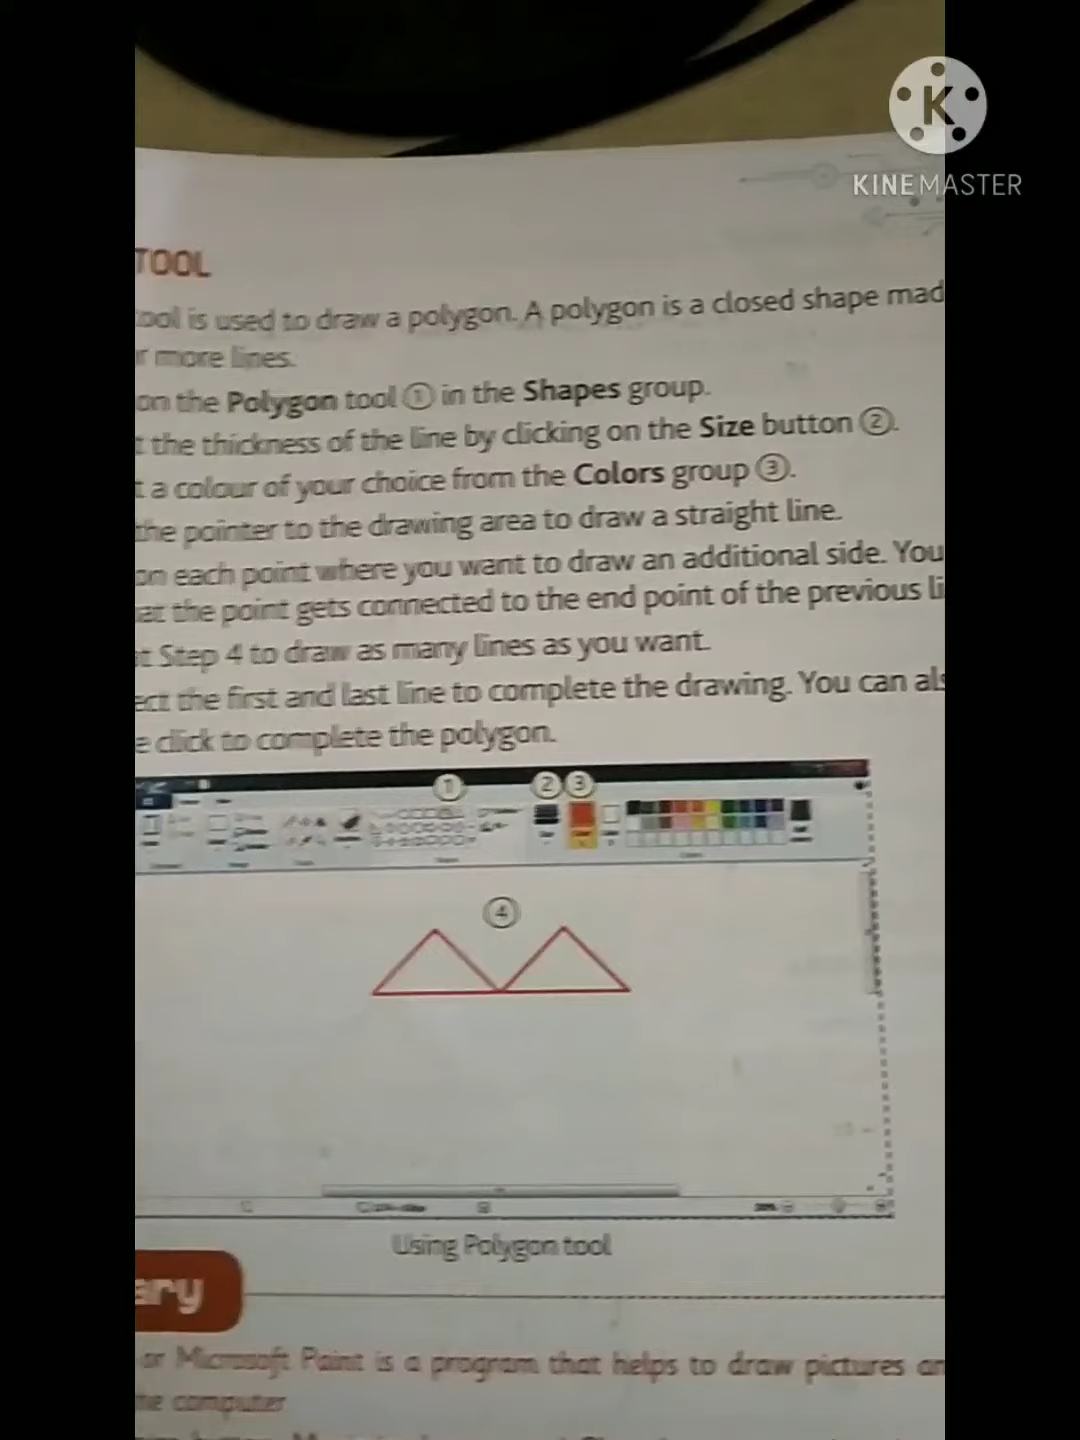 KINEMASTER
TOOL
ool is used to draw a polygon. A polygon is a closed shape mad
r more lines.
on the Polygon tool ① in the Shapes group.
t the thickness of the line by clicking on the Size button ②.
t a colour of your choice from the Colors group ③.
the pointer to the drawing area to draw a straight line.
on each point where you want to draw an additional side. You
at the point gets connected to the end point of the previous li
t Step 4 to draw as many lines as you want.
ect the first and last line to complete the drawing. You can als
e click to complete the polygon.
① ② ③
④
Using Polygon tool
ary
or Microsoft Paint is a program that helps to draw pictures an
he computer